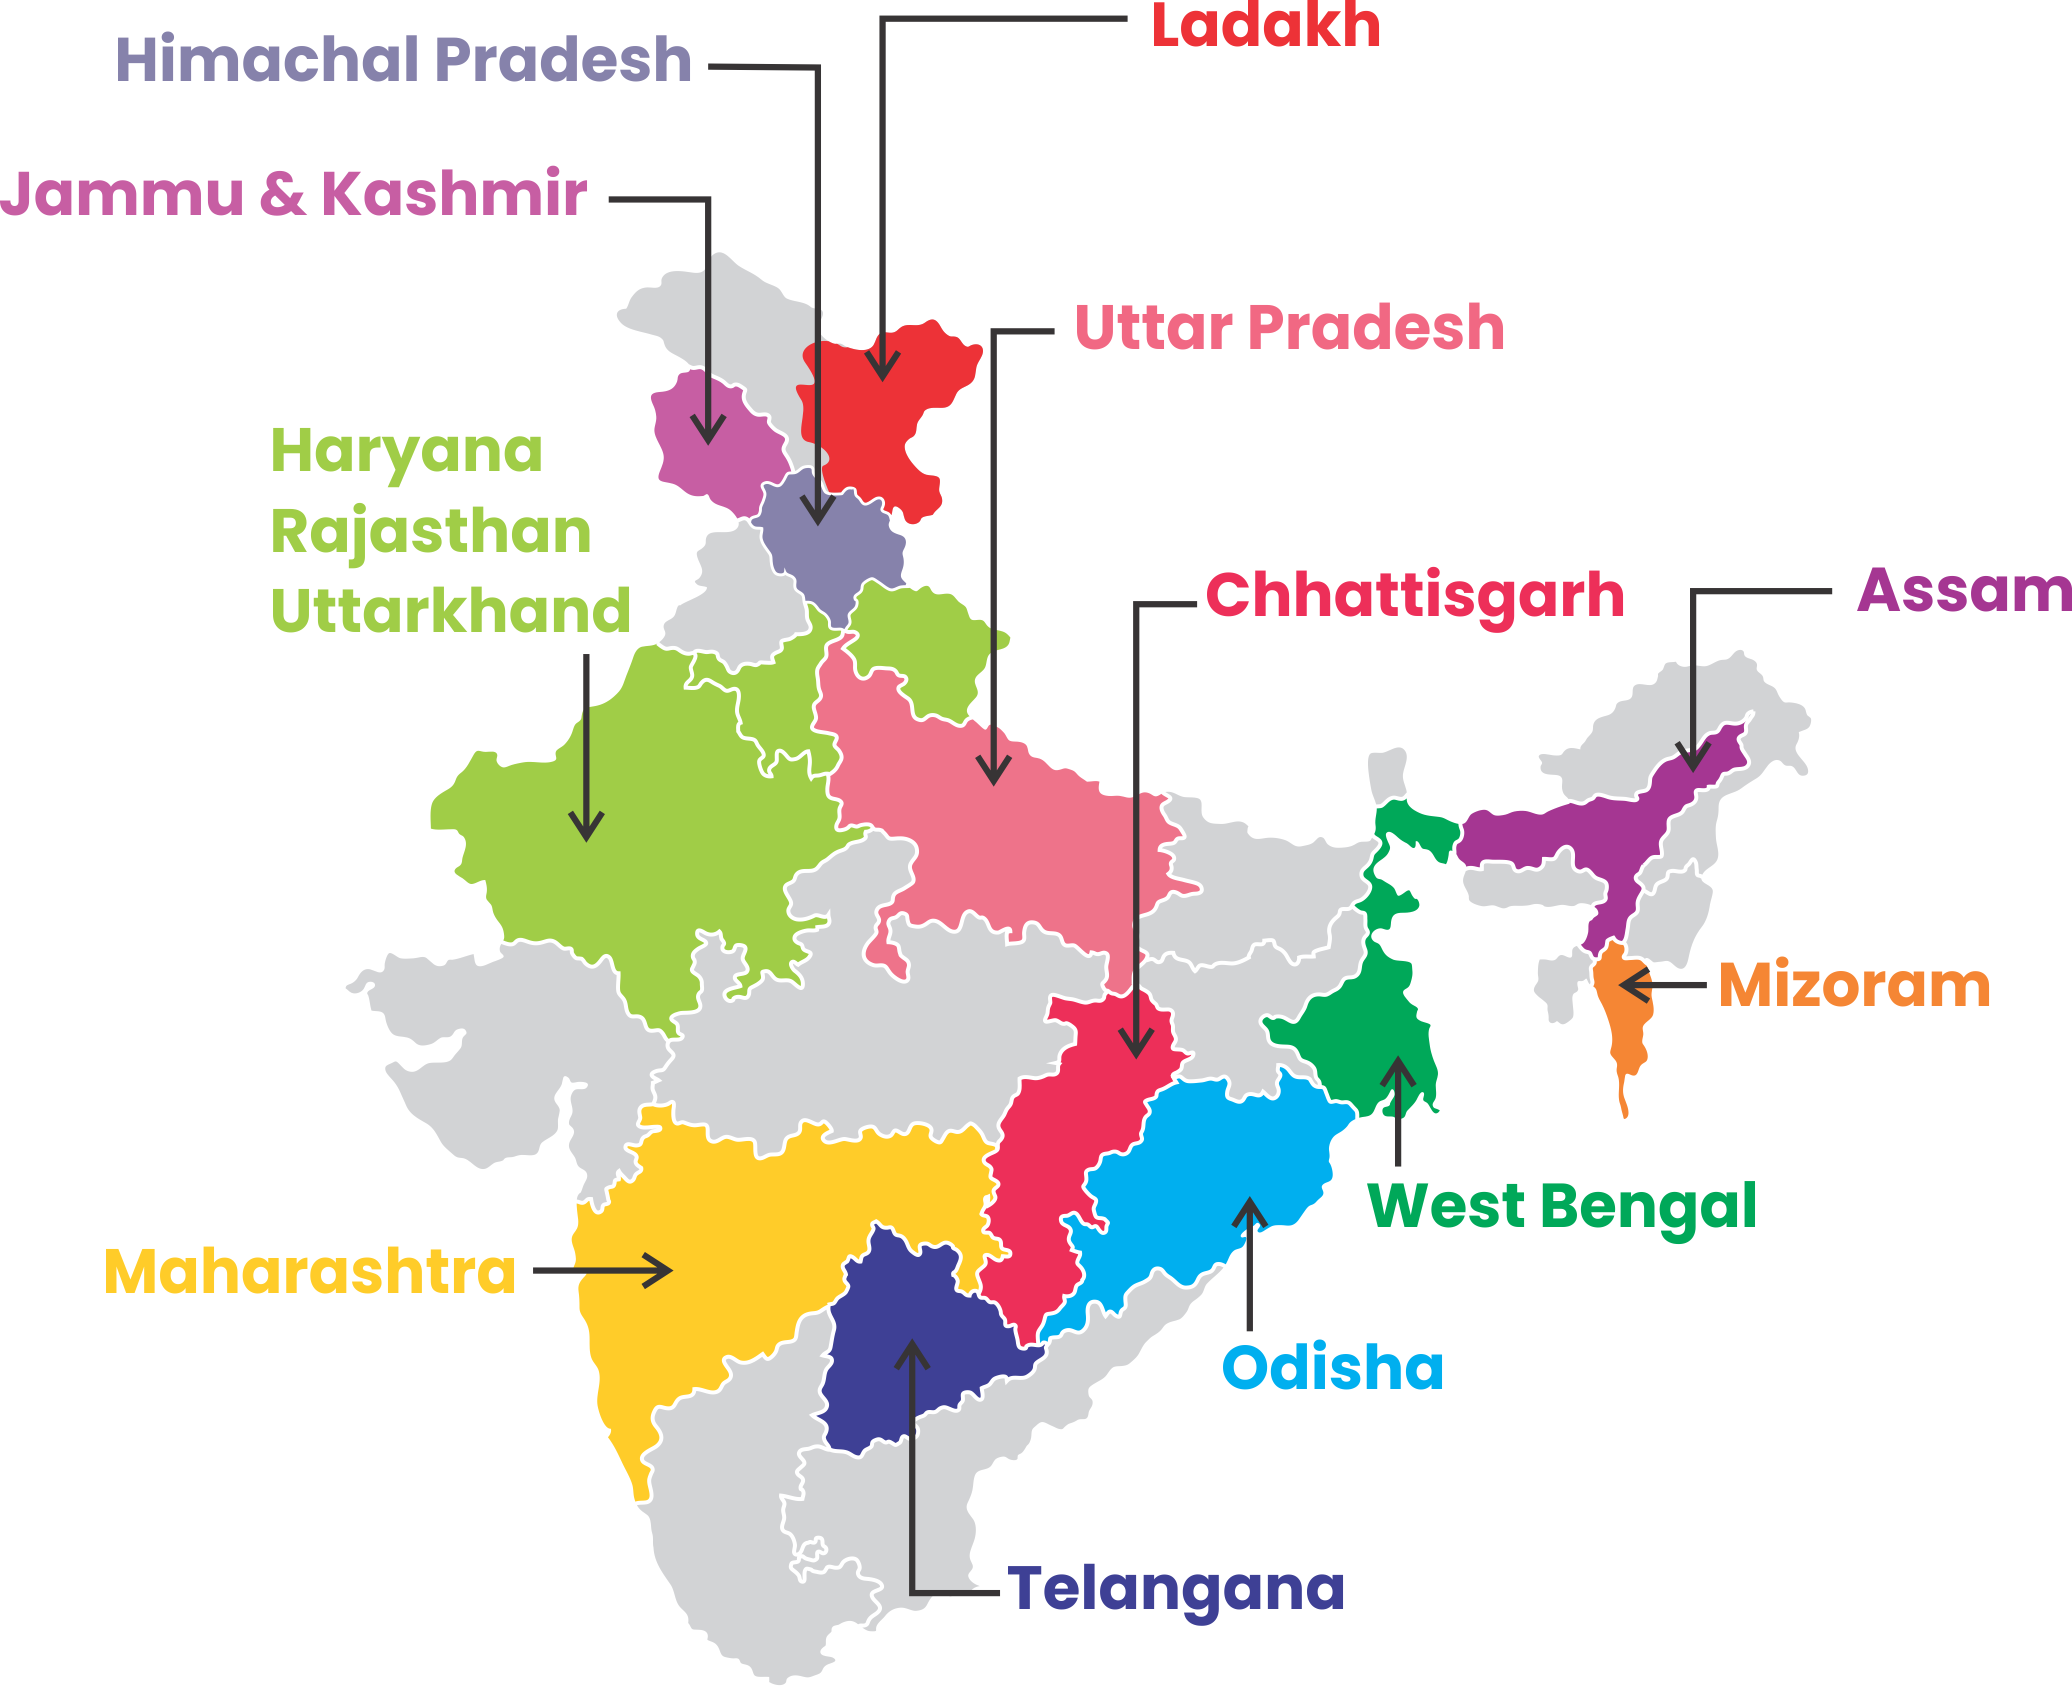 Ladakh
Himachal Pradesh
Jammu & Kashmir
Uttar Pradesh
Haryana
Rajasthan
Uttarkhand
Chhattisgarh
Assam
Mizoram
West Bengal
Maharashtra
Odisha
Telangana